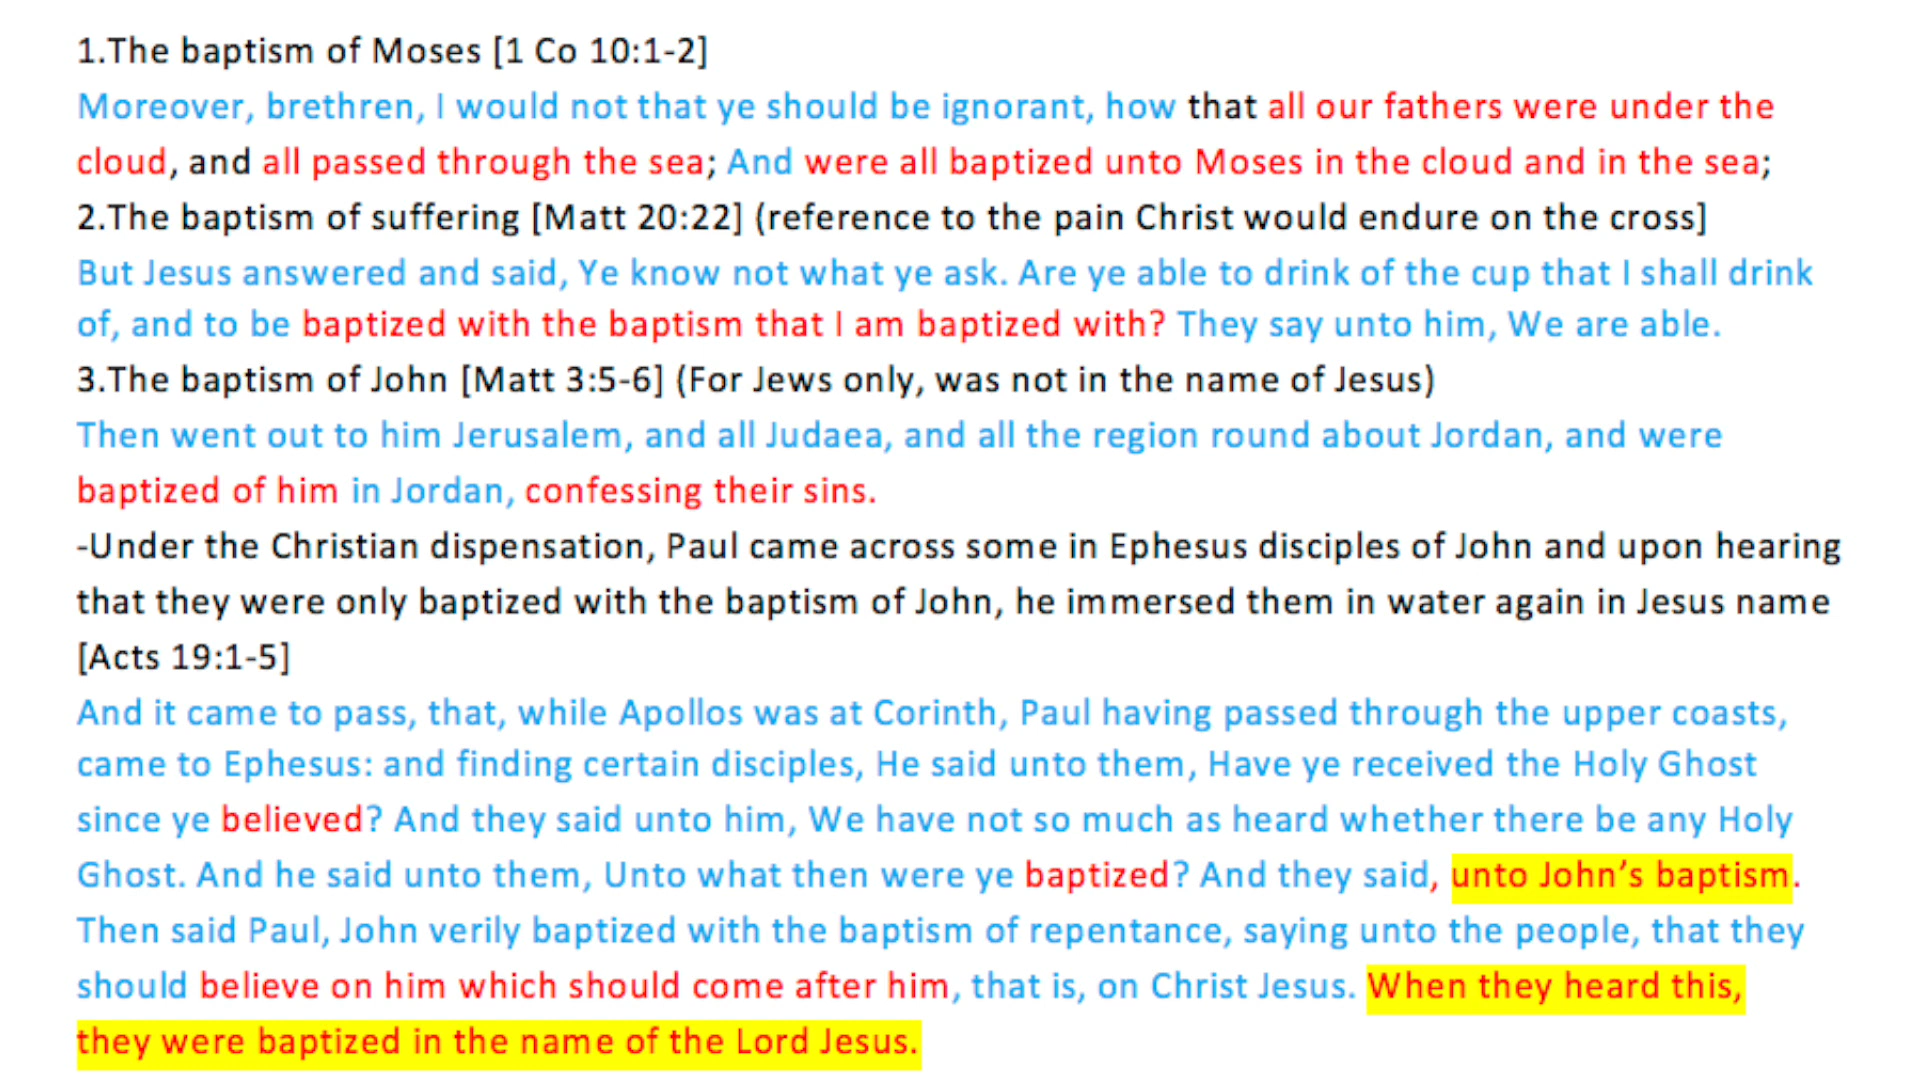 1.The baptism of Moses [1 Co 10:1-2]
Moreover, brethren, I would not that ye should be ignorant, how that all our fathers were under the
cloud, and all passed through the sea; And were all baptized unto Moses in the cloud and in the sea;
2.The baptism of suffering [Matt 20:22] (reference to the pain Christ would endure on the cross]
But Jesus answered and said, Ye know not what ye ask. Are ye able to drink of the cup that I shall drink
of, and to be baptized with the baptism that I am baptized with? They say unto him, We are able.
3.The baptism of John [Matt 3:5-6] (For Jews only, was not in the name of Jesus)
Then went out to him Jerusalem, and all Judaea, and all the region round about Jordan, and were
baptized of him in Jordan, confessing their sins.
-Under the Christian dispensation, Paul came across some in Ephesus disciples of John and upon hearing
that they were only baptized with the baptism of John, he immersed them in water again in Jesus name
[Acts 19:1-5]
And it came to pass, that, while Apollos was at Corinth, Paul having passed through the upper coasts,
came to Ephesus: and finding certain disciples, He said unto them, Have ye received the Holy Ghost
since ye believed? And they said unto him, We have not so much as heard whether there be any Holy
Ghost. And he said unto them, Unto what then were ye baptized? And they said, unto John’s baptism.
Then said Paul, John verily baptized with the baptism of repentance, saying unto the people, that they
should believe on him which should come after him, that is, on Christ Jesus. When they heard this,
they were baptized in the name of the Lord Jesus.